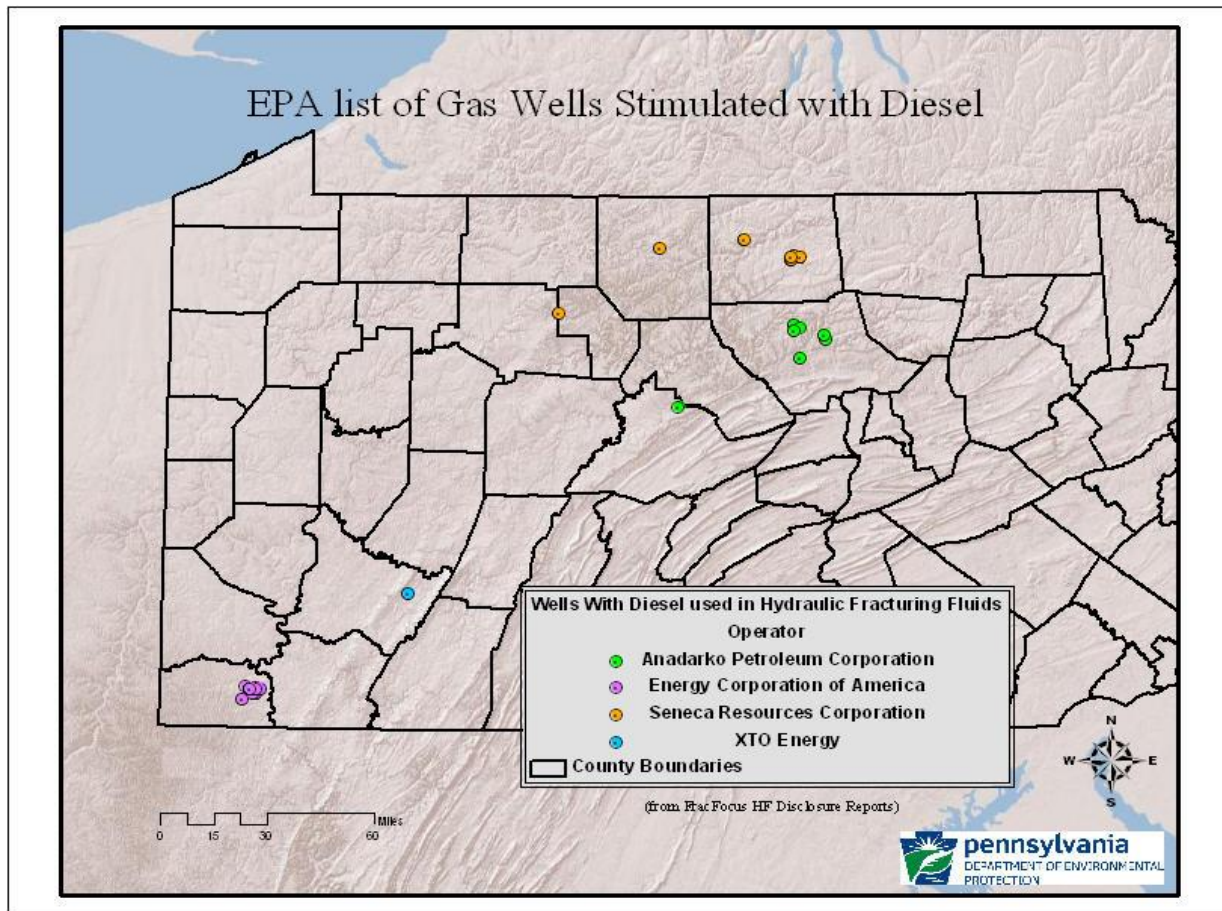 EPA list of Gas Wells Stimulated with Diesel
Wells With Diesel used in Hydraulic Fracturing Fluids
Operator
Anadarko Petroleum Corporation
Energy Corporation of America
Seneca Resources Corporation
XTO Energy
County Boundaries
(from FracFocus HF Disclosure Reports)
N
W
E
S
Miles
0 15 30 60
pennsylvania
DEPARTMENT OF ENVIRONMENTAL
PROTECTION